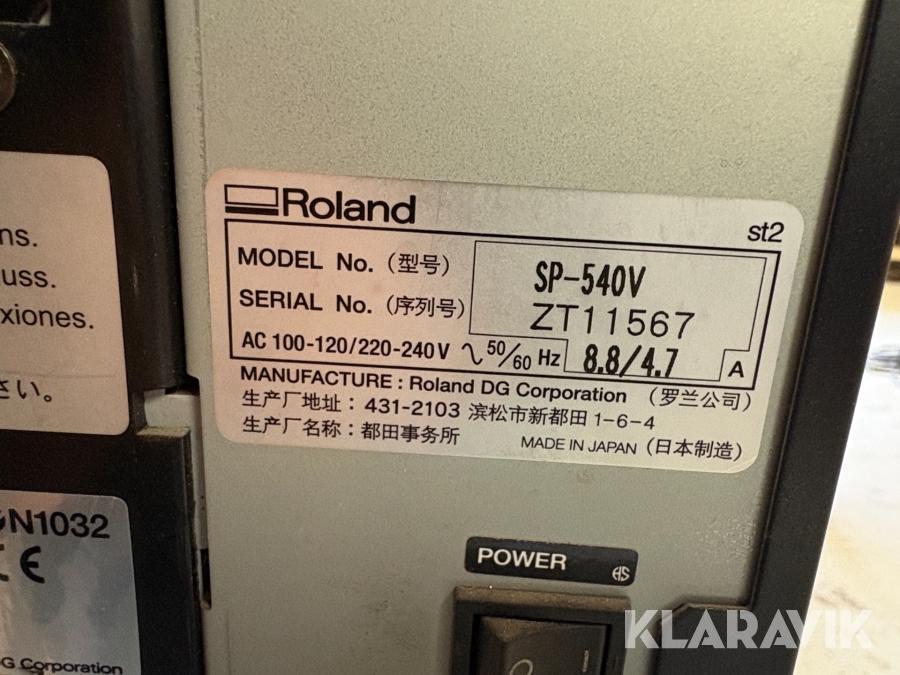 Roland
st2
MODEL No. (型号) SP-540V
SERIAL No. (序列号) ZT11567
AC 100-120/220-240V ∿ 50/60 Hz 8.8/4.7 A
MANUFACTURE : Roland DG Corporation (罗兰公司)
生产厂地址：431-2103 滨松市新都田 1-6-4
生产厂名称：都田事务所 MADE IN JAPAN (日本制造)
ns.
uss.
xiones.
さい。
N1032
CE
G Corporation
POWER
KLARAVIK